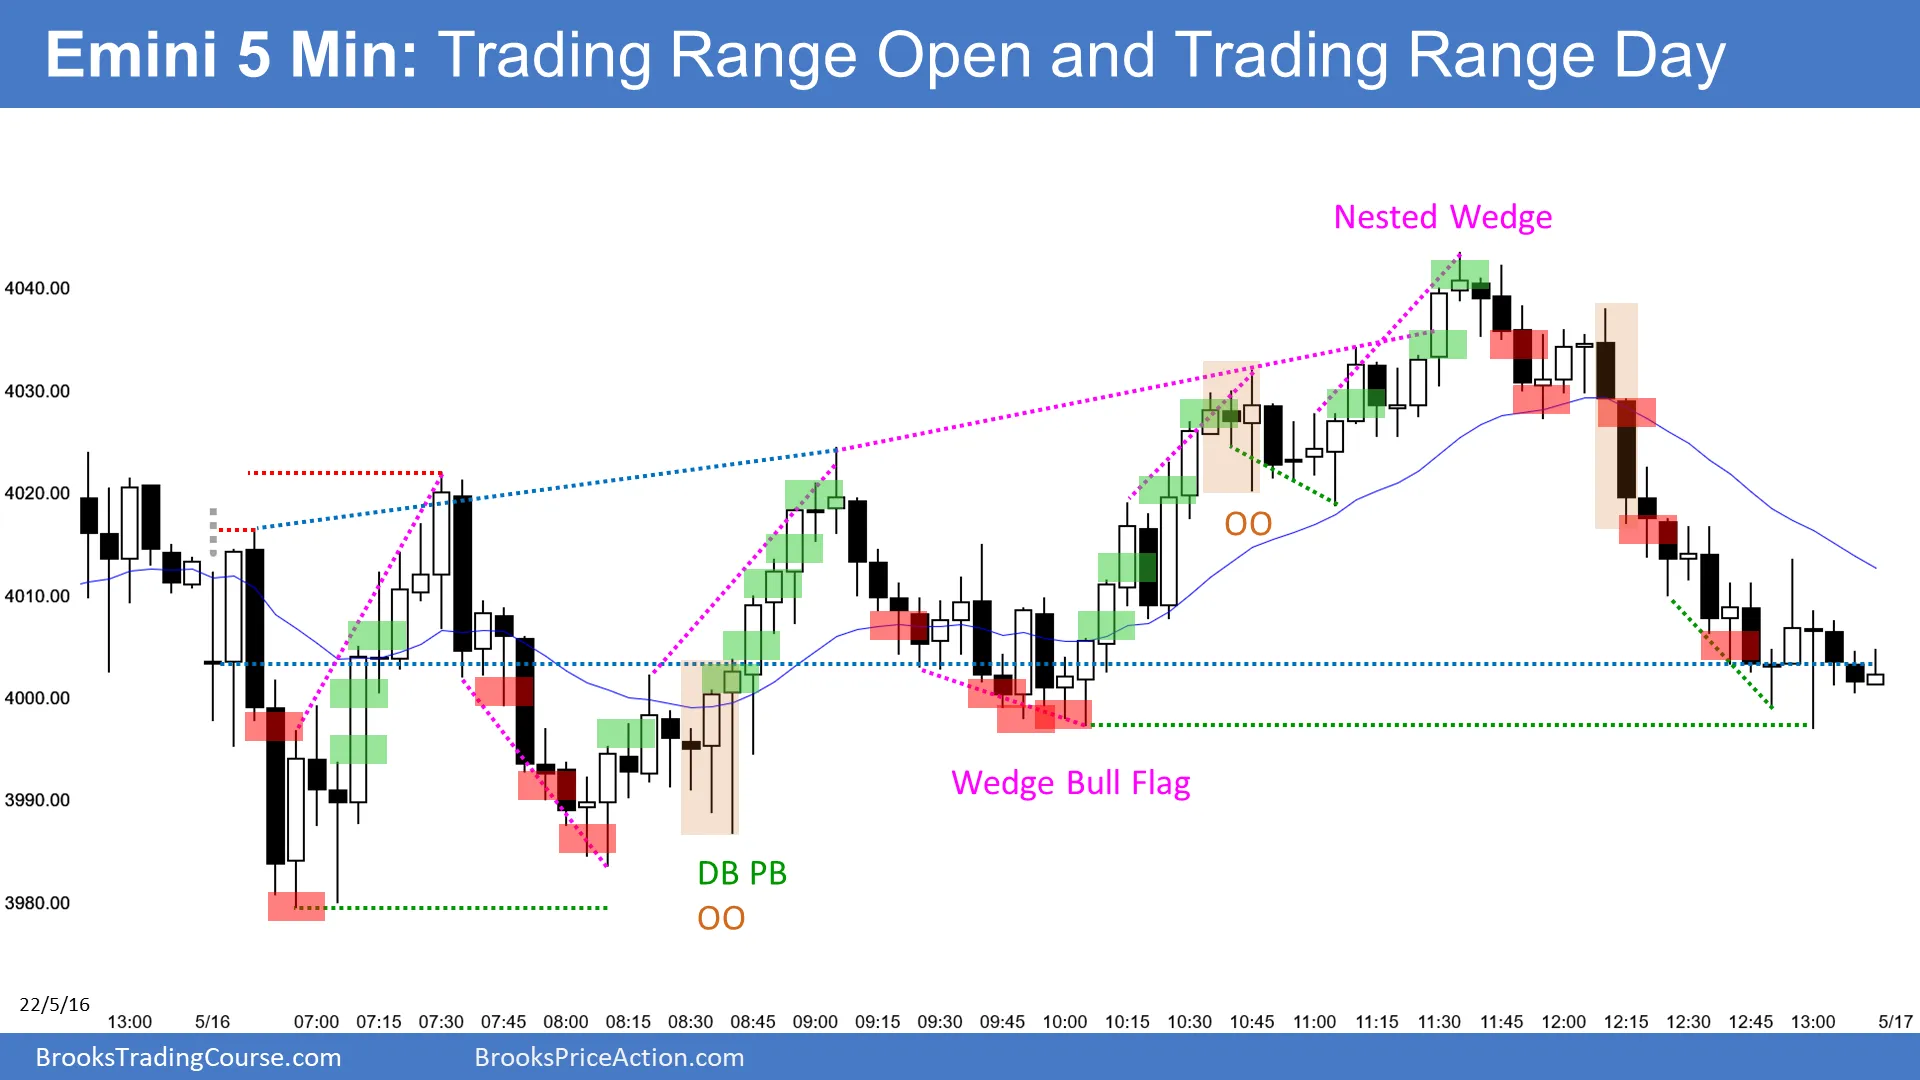 Emini 5 Min: Trading Range Open and Trading Range Day
Nested Wedge
4040.00
4030.00
4020.00
OO
4010.00
4000.00
Wedge Bull Flag
3990.00
DB PB
3980.00
OO
22/5/16
13:00 5/16 07:00 07:15 07:30 07:45 08:00 08:15 08:30 08:45 09:00 09:15 09:30 09:45 10:00 10:15 10:30 10:45 11:00 11:15 11:30 11:45 12:00 12:15 12:30 12:45 13:00 5/17
BrooksTradingCourse.com BrooksPriceAction.com